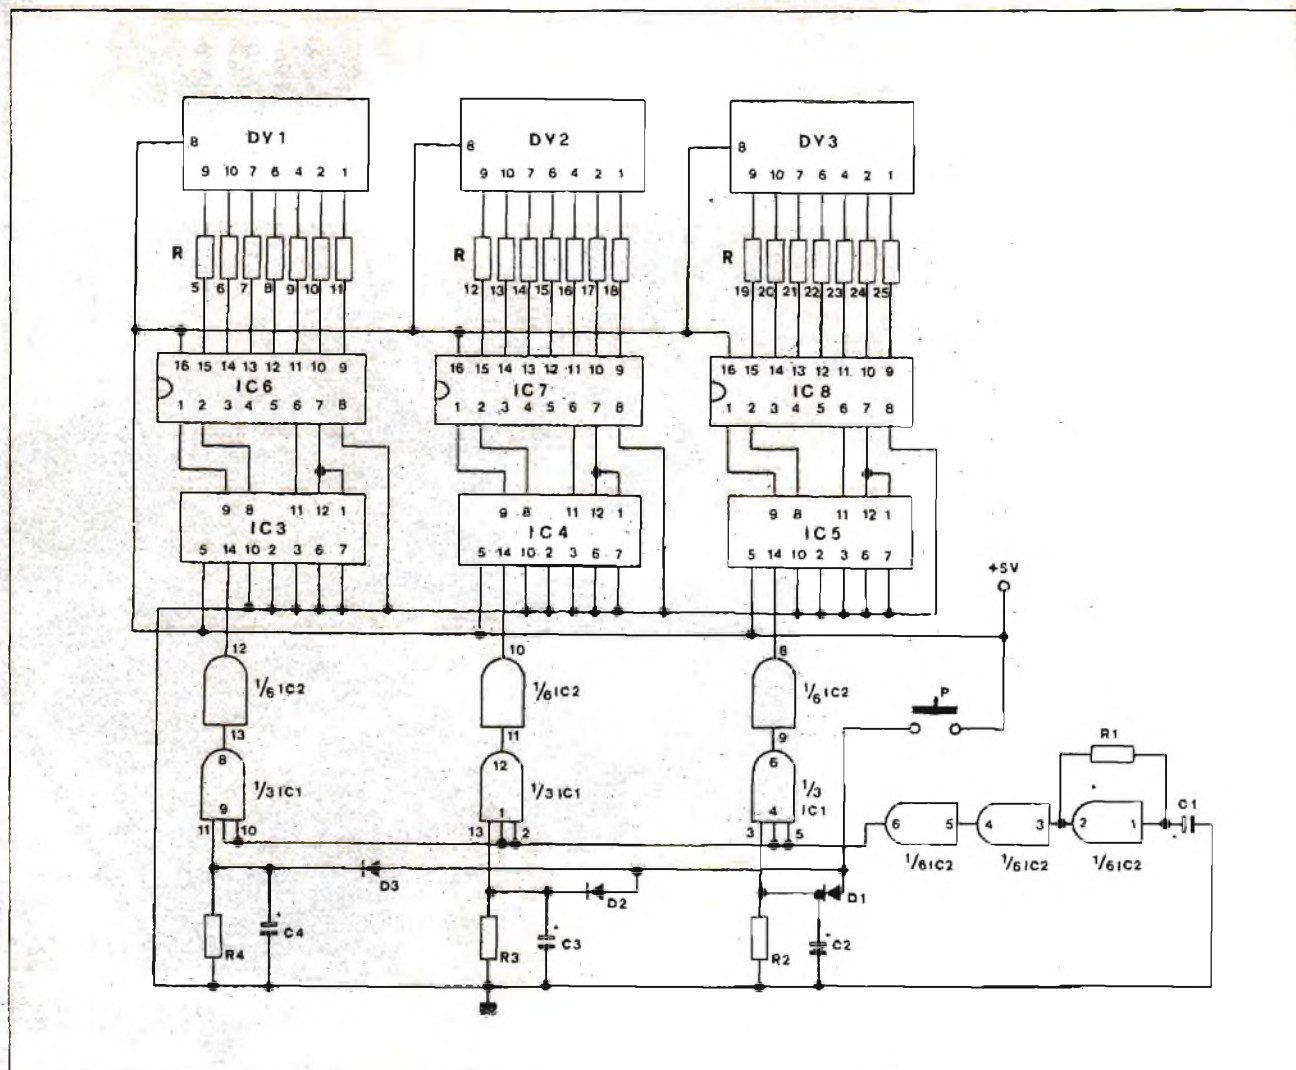 DY1 DY2 DY3
8 8 8
9 10 7 6 4 2 1 9 10 7 6 4 2 1 9 10 7 6 4 2 1
R R R
5 6 7 8 9 10 11 12 13 14 15 16 17 18 19 20 21 22 23 24 25
16 15 14 13 12 11 10 9 16 15 14 13 12 11 10 9 16 15 14 13 12 11 10 9
IC6 IC7 IC8
1 2 3 4 5 6 7 8 1 2 3 4 5 6 7 8 1 2 3 4 5 6 7 8
9 8 11 12 1 9 8 11 12 1 9 8 11 12 1
IC3 IC4 IC5
5 14 10 2 3 6 7 5 14 10 2 3 6 7 5 14 10 2 3 6 7
+5V
12 10 8
1/6 IC2 1/6 IC2 1/6 IC2 P
13 11 9
R1
8 12 6
1/3 IC1 1/3 IC1 1/3 IC1
C1
9 1 4
6 5 4 3 2 1
11 10 13 2 3 5
1/6 IC2 1/6 IC2 1/6 IC2
D3 D2 D1
R4 C4 R3 C3 R2 C2